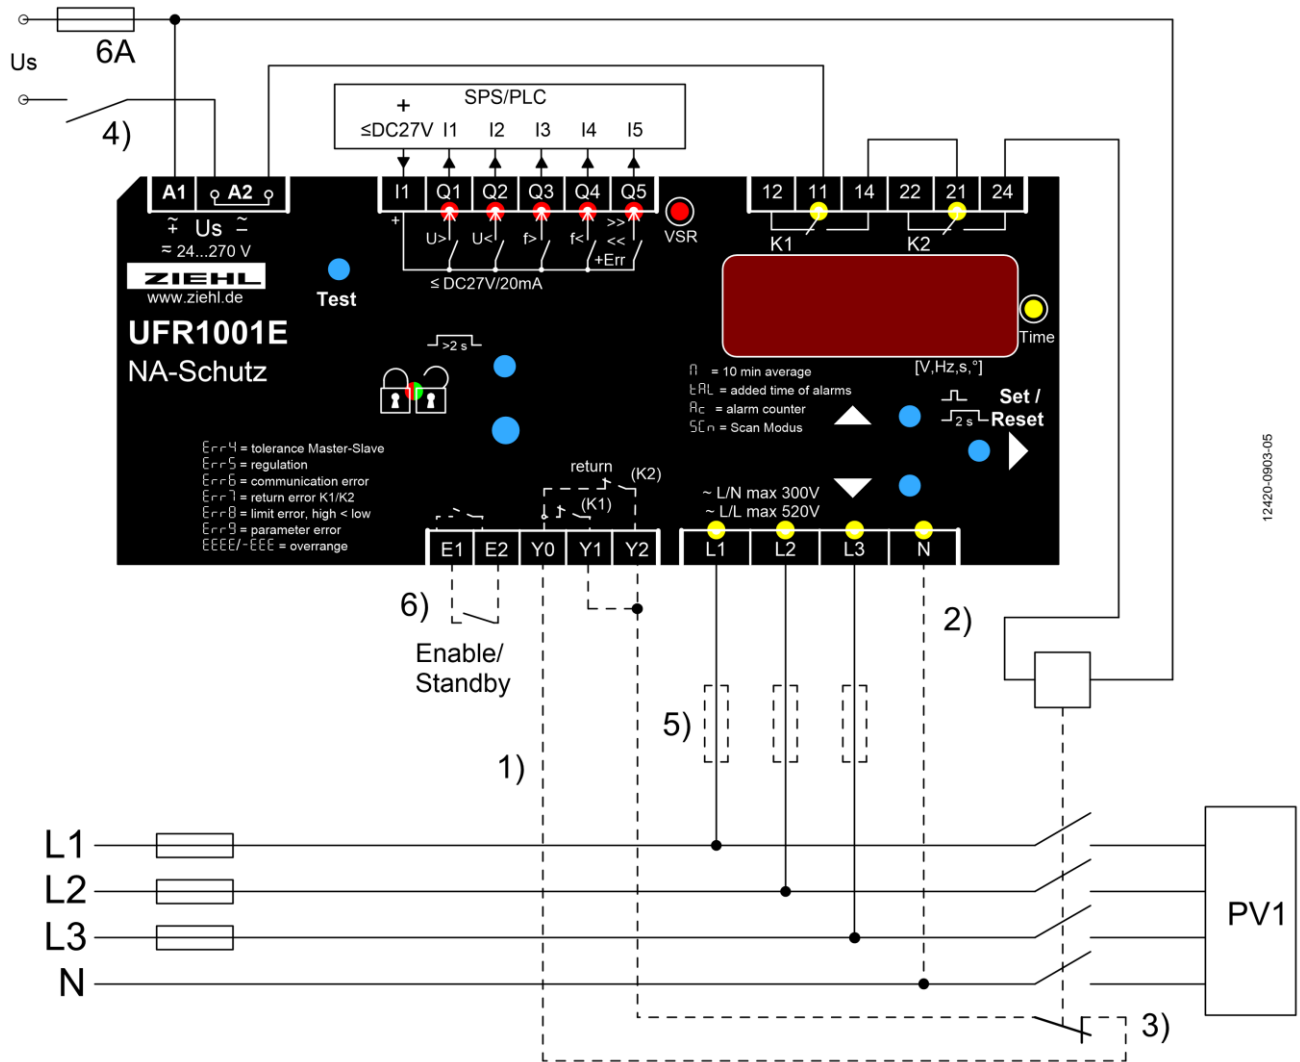 6A
Us
4)
SPS/PLC
+
≤DC27V I1 I2 I3 I4 I5
A1 A2 I1 Q1 Q2 Q3 Q4 Q5 12 11 14 22 21 24
~ Us ~
+ −
≂ 24...270 V
+ U> U< f> f< >>
<<
+Err
VSR
K1 K2
≤ DC27V/20mA
ZIEHL
www.ziehl.de
Test
UFR1001E
NA-Schutz
>2 s
Time
[V,Hz,s,°]
n = 10 min average
tAL = added time of alarms
Ac = alarm counter
SCn = Scan Modus
Set /
2 s Reset
Err4 = tolerance Master-Slave
Err5 = regulation
Err6 = communication error
Err7 = return error K1/K2
Err8 = limit error, high < low
Err9 = parameter error
EEEE/-EEE = overrange
return (K2)
(K1)
~ L/N max 300V
~ L/L max 520V
E1 E2 Y0 Y1 Y2 L1 L2 L3 N
12420-0903-05
6)
2)
Enable/
Standby
5)
1)
L1
L2
L3
N
PV1
3)